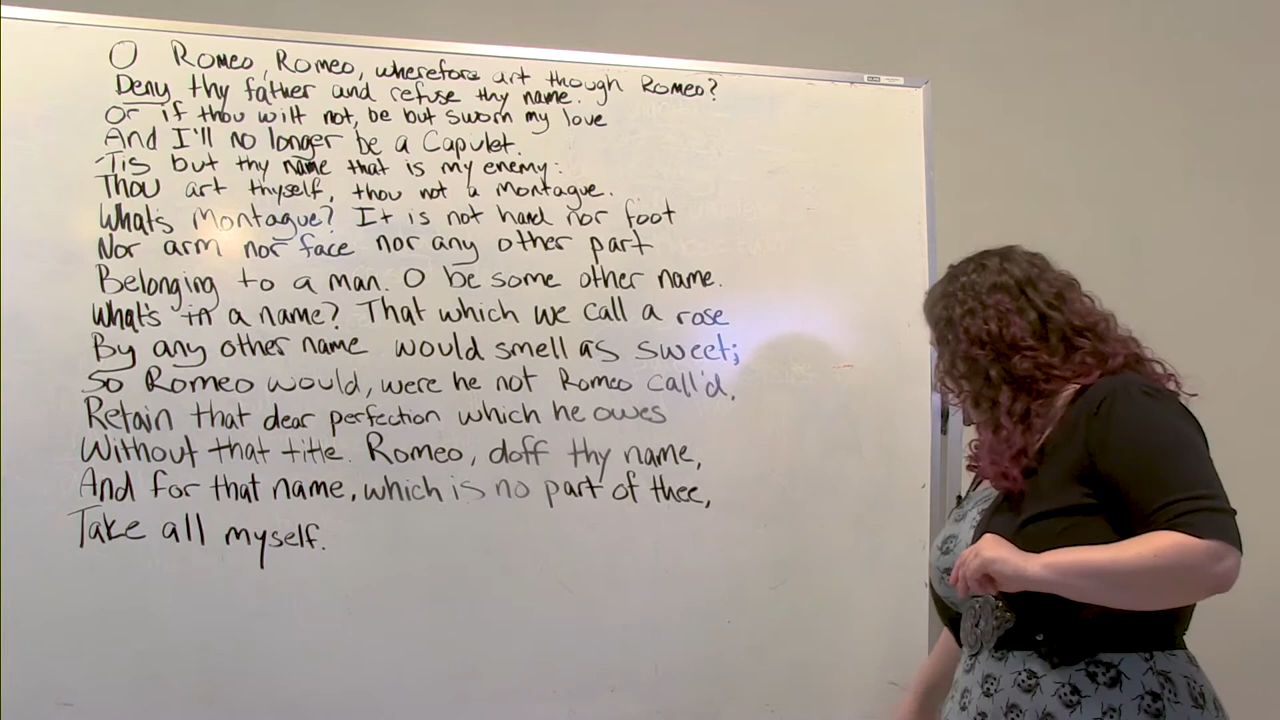 O Romeo, Romeo, wherefore art though Romeo?
Deny thy father and refuse thy name.
Or if thou wilt not, be but sworn my love
And I'll no longer be a Capulet.
'Tis but thy name that is my enemy:
Thou art thyself, thou not a Montague.
What's Montague? It is not hand nor foot
Nor arm nor face nor any other part
Belonging to a man. O be some other name.
What's in a name? That which we call a rose
By any other name would smell as sweet;
So Romeo would, were he not Romeo call'd,
Retain that dear perfection which he owes
Without that title. Romeo, doff thy name,
And for that name, which is no part of thee,
Take all myself.